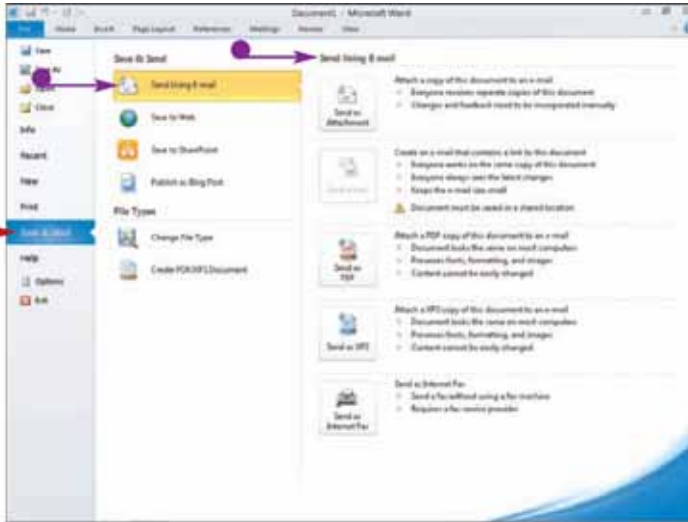 Document1 - Microsoft Word
File Home Insert Page Layout References Mailings Review View
Save
Save As
Open
Close
Info
Recent
New
Print
Save & Send
Help
Options
Exit
Save & Send
Send Using E-mail
Save to Web
Save to SharePoint
Publish as Blog Post
File Types
Change File Type
Create PDF/XPS Document
Send Using E-mail
Send as
Attachment
Attach a copy of this document to an e-mail
Everyone receives separate copies of this document
Changes and feedback need to be incorporated manually
Create an e-mail that contains a link to this document
Everyone works on the same copy of this document
Everyone always sees the latest changes
Keeps the e-mail size small
Document must be saved in a shared location
Send as
PDF
Attach a PDF copy of this document to an e-mail
Document looks the same on most computers
Preserves fonts, formatting, and images
Content cannot be easily changed
Send as XPS
Attach a XPS copy of this document to an e-mail
Document looks the same on most computers
Preserves fonts, formatting, and images
Content cannot be easily changed
Send as
Internet Fax
Send as Internet Fax
Send a fax without using a fax machine
Requires a fax service provider